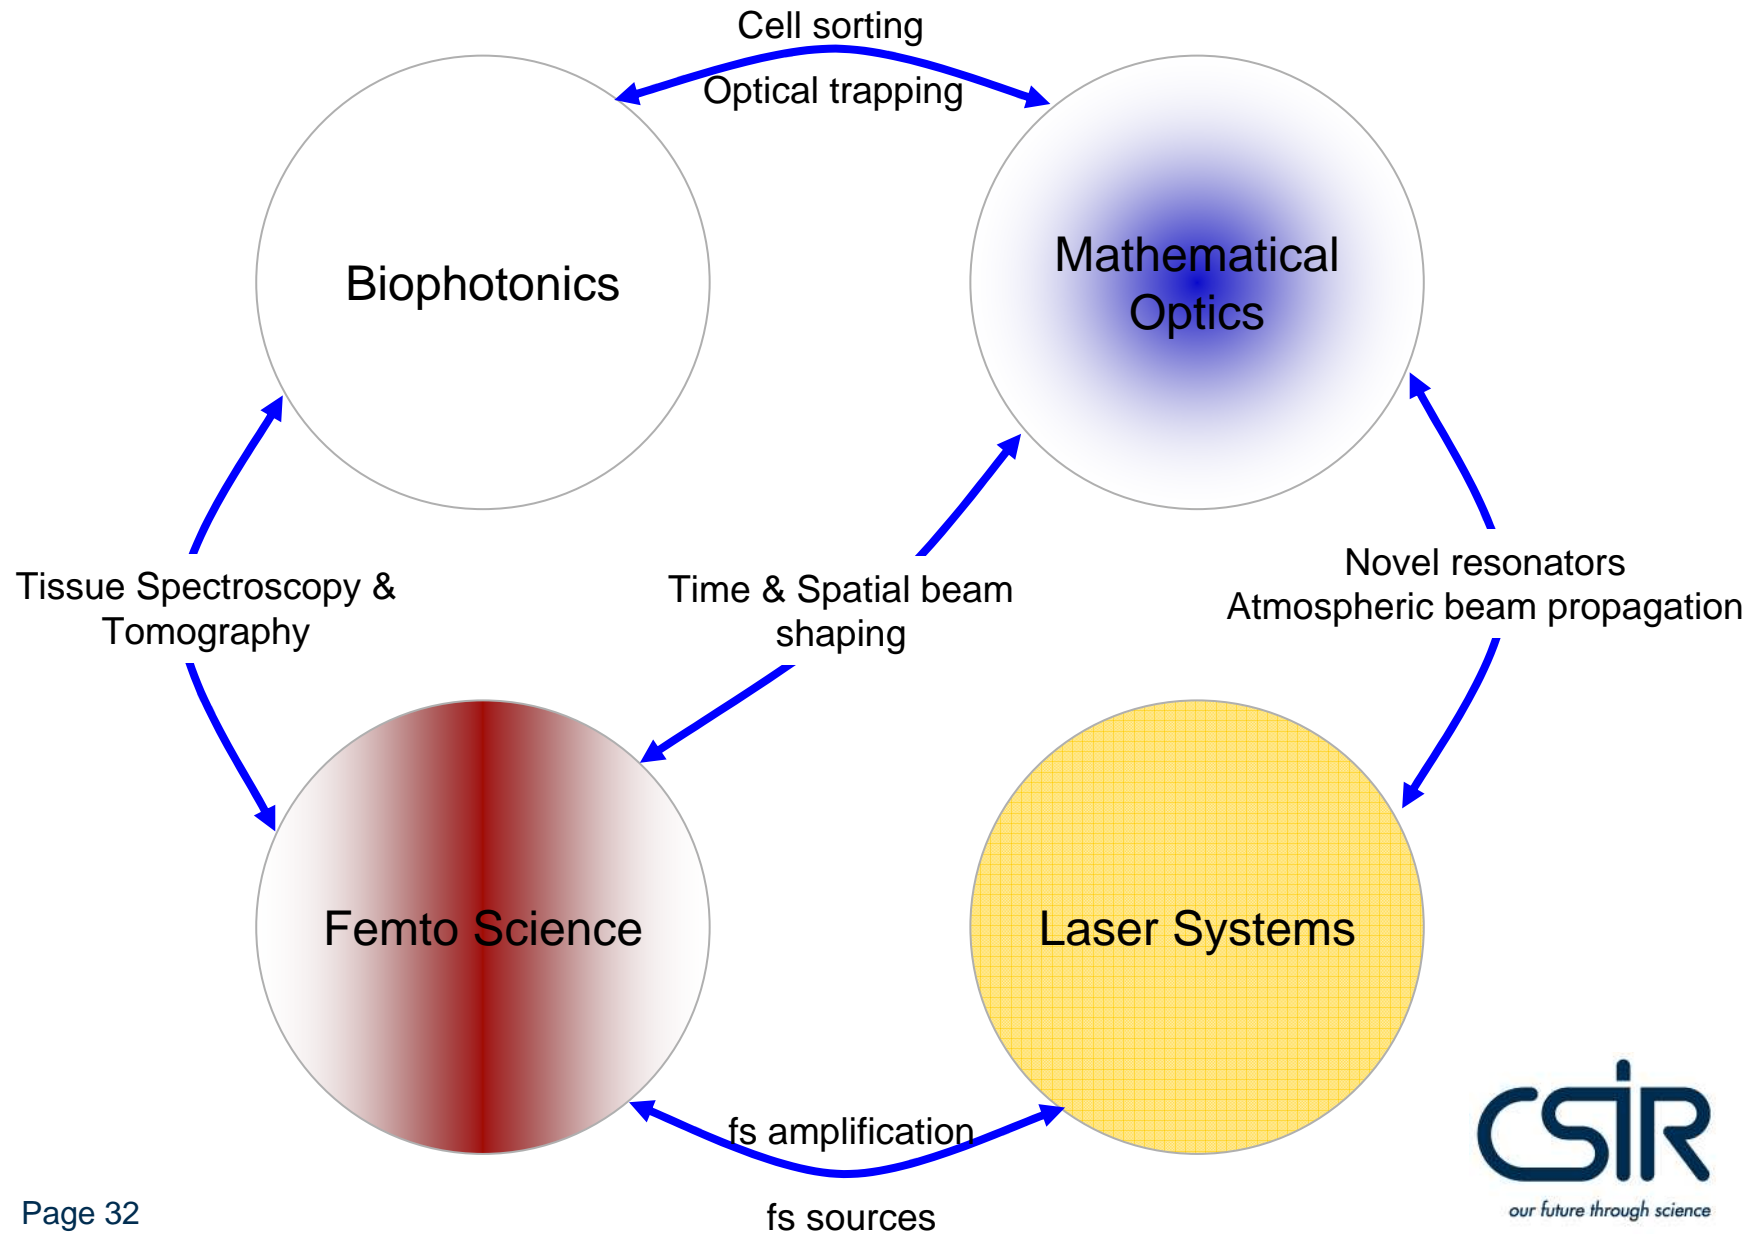 Cell sorting
Optical trapping
Biophotonics
Mathematical
Optics
Tissue Spectroscopy &
Tomography
Time & Spatial beam
shaping
Novel resonators
Atmospheric beam propagation
Femto Science
Laser Systems
fs amplification
fs sources
CSIR
our future through science
Page 32